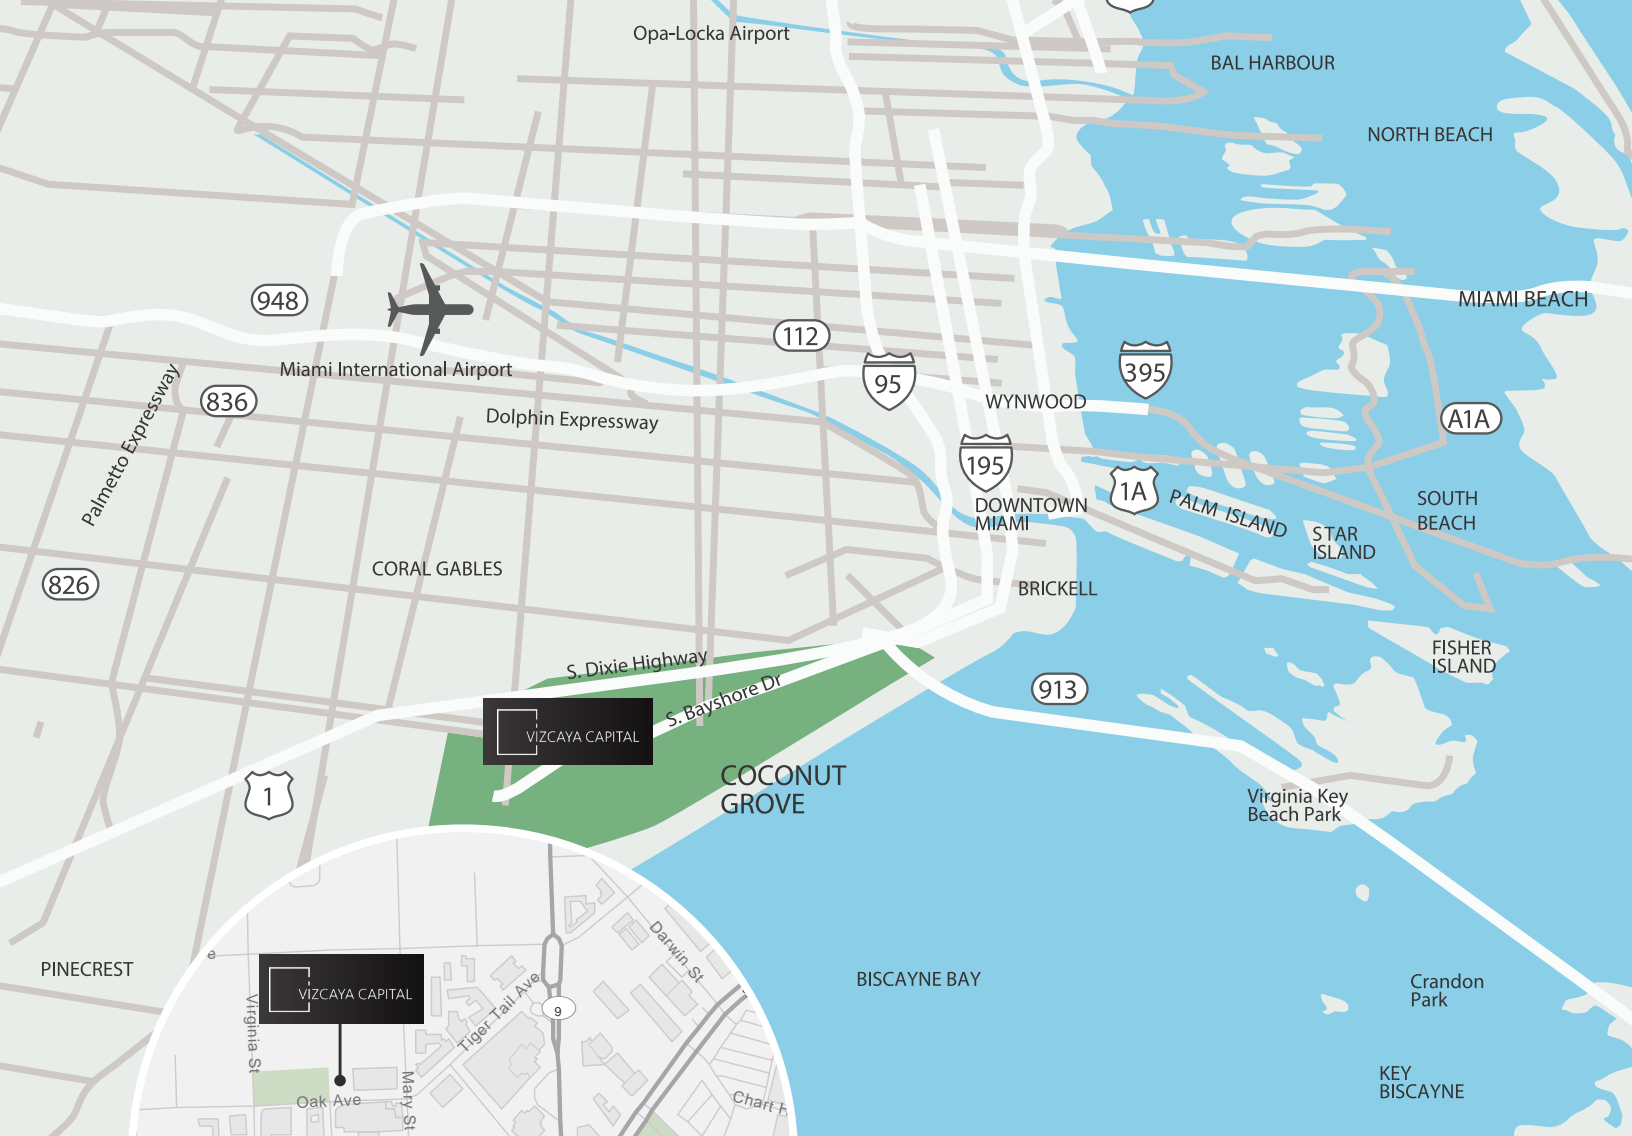 Opa-Locka Airport
BAL HARBOUR
NORTH BEACH
948
MIAMI BEACH
112
Miami International Airport
95
395
836
WYNWOOD
A1A
Dolphin Expressway
Palmetto Expressway
195
1A
PALM ISLAND
SOUTH
BEACH
DOWNTOWN
MIAMI
STAR
ISLAND
CORAL GABLES
826
BRICKELL
FISHER
ISLAND
S. Dixie Highway
913
S. Bayshore Dr
VIZCAYA CAPITAL
COCONUT
GROVE
1
Virginia Key
Beach Park
PINECREST
BISCAYNE BAY
Crandon
Park
KEY
BISCAYNE
e
Darwin St
VIZCAYA CAPITAL
Virginia St
Tiger Tail Ave
9
Mary St
Oak Ave
Chart H